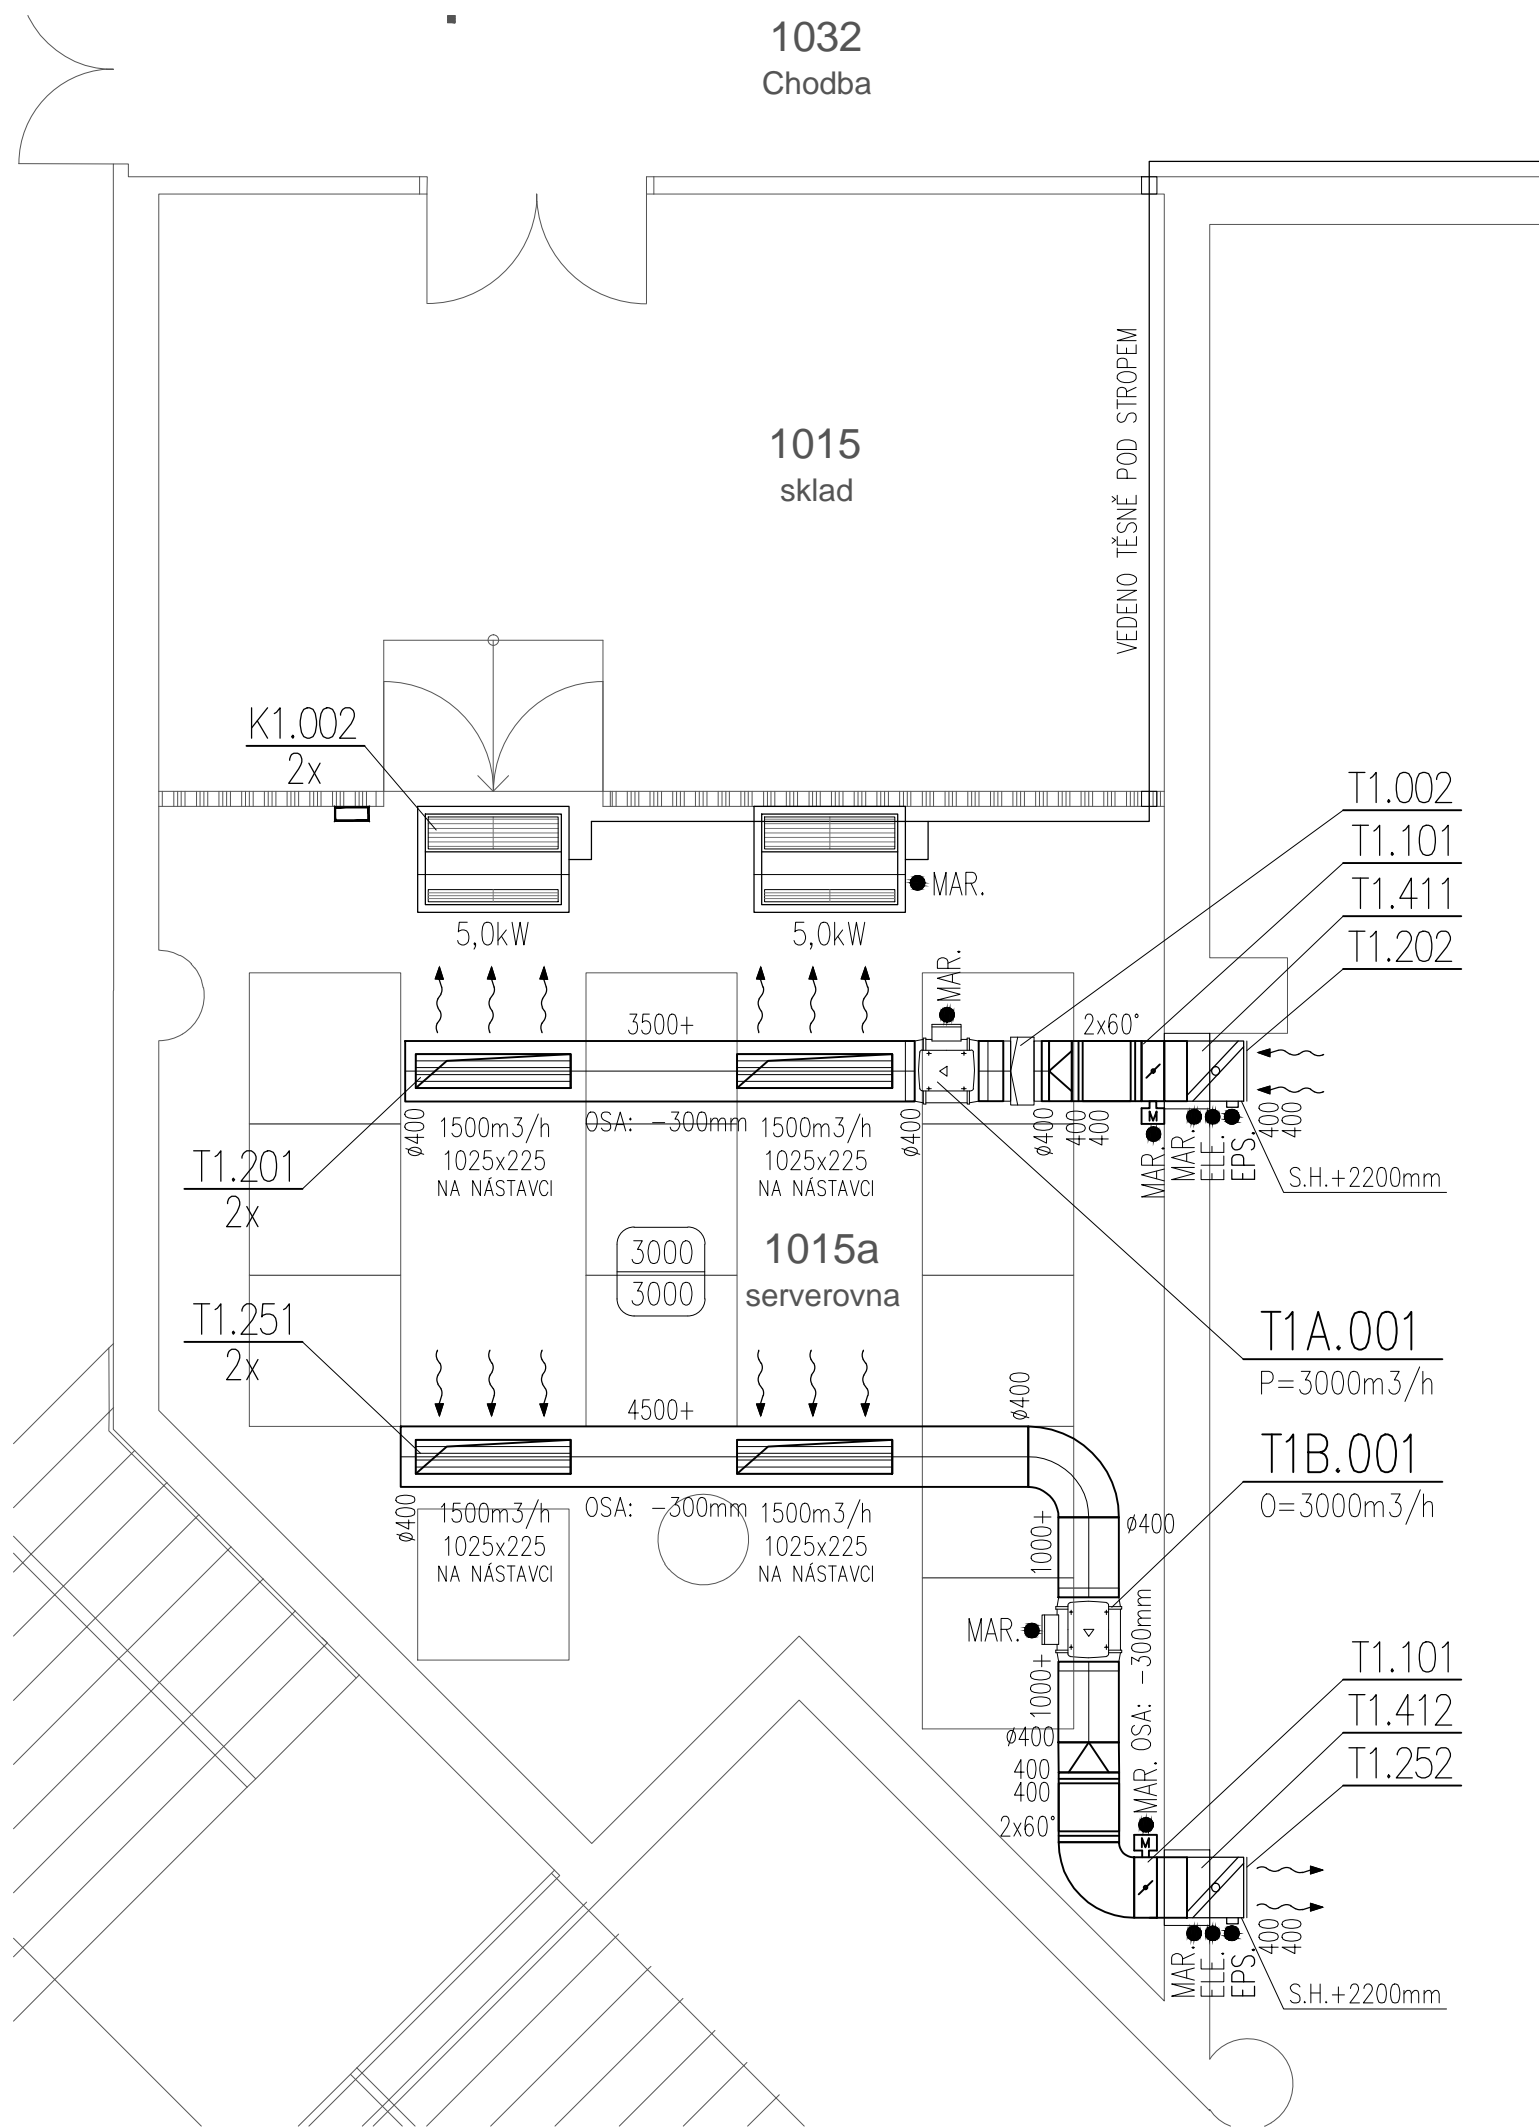 1032
Chodba
1015
sklad
VEDENO TĚSNĚ POD STROPEM
K1.002
2x
T1.002
T1.101
T1.411
T1.202
MAR.
5,0kW
5,0kW
MAR.
3500+
2x60°
ø400
1500m3/h
1025x225
NA NÁSTAVCI
OSA: -300mm
1500m3/h
1025x225
NA NÁSTAVCI
ø400
ø400
400
400
M
MAR.
MAR.
ELE.
EPS.
400
400
S.H.+2200mm
T1.201
2x
3000
3000
1015a
serverovna
T1.251
2x
T1A.001
P=3000m3/h
4500+
ø400
T1B.001
O=3000m3/h
ø400
1500m3/h
1025x225
NA NÁSTAVCI
OSA: -300mm
1500m3/h
1025x225
NA NÁSTAVCI
1000+
ø400
MAR.
1000+
OSA: -300mm
ø400
400
400
2x60°
MAR.
M
T1.101
T1.412
T1.252
MAR.
ELE.
EPS.
400
400
S.H.+2200mm